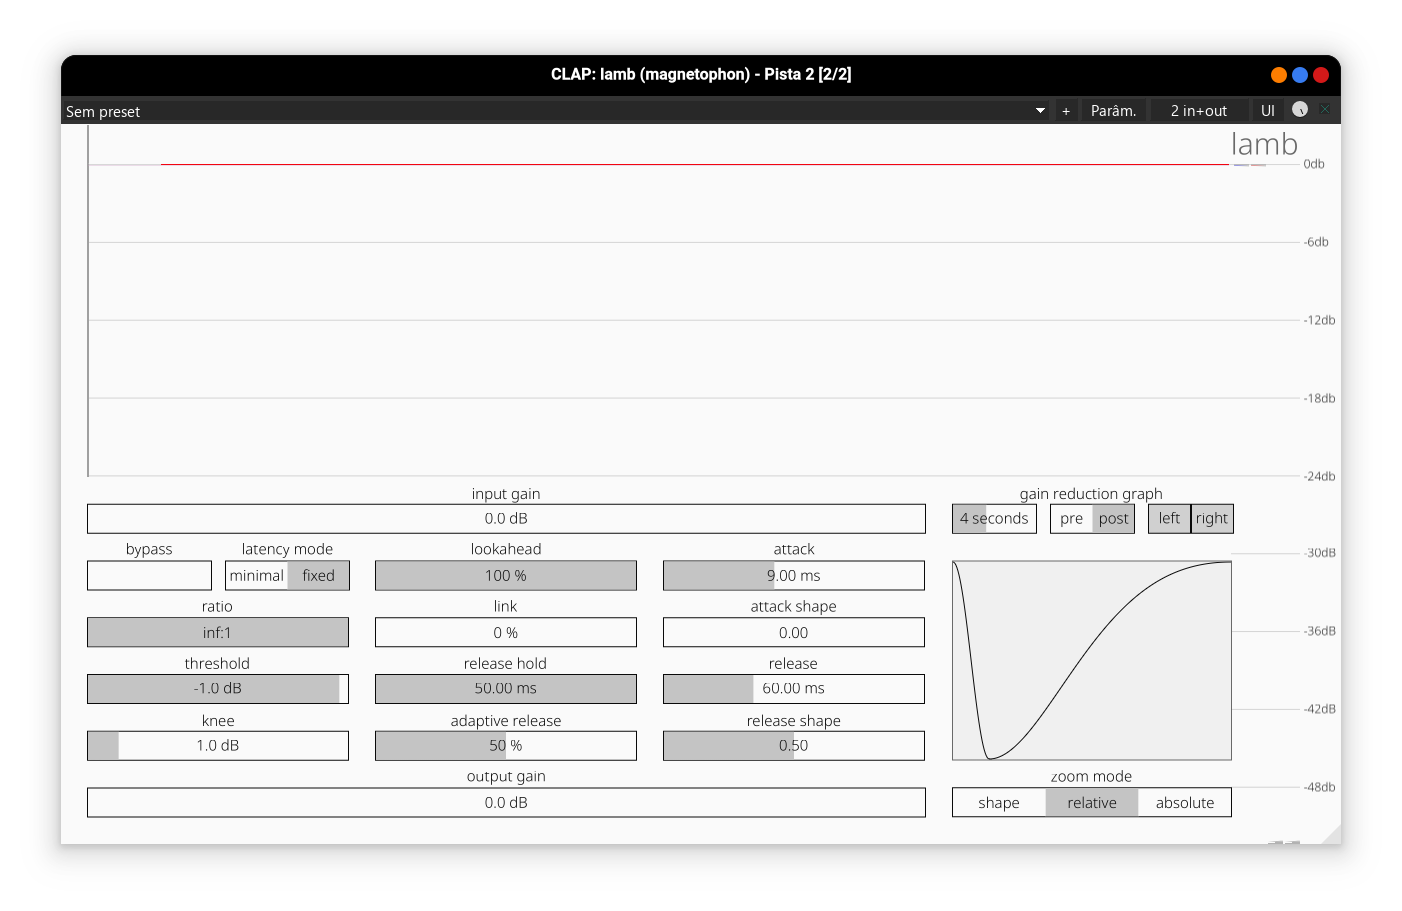 CLAP: lamb (magnetophon) - Pista 2 [2/2]
Sem preset + Parâm. 2 in+out UI
lamb
0db
-6db
-12db
-18db
-24db
input gain gain reduction graph
0.0 dB 4 seconds pre post left right
bypass latency mode lookahead attack -30dB
minimal fixed 100 % 9.00 ms
ratio link attack shape
inf:1 0 % 0.00 -36dB
threshold release hold release
-1.0 dB 50.00 ms 60.00 ms
-42dB
knee adaptive release release shape
1.0 dB 50 % 0.50
output gain zoom mode
-48dB
0.0 dB shape relative absolute